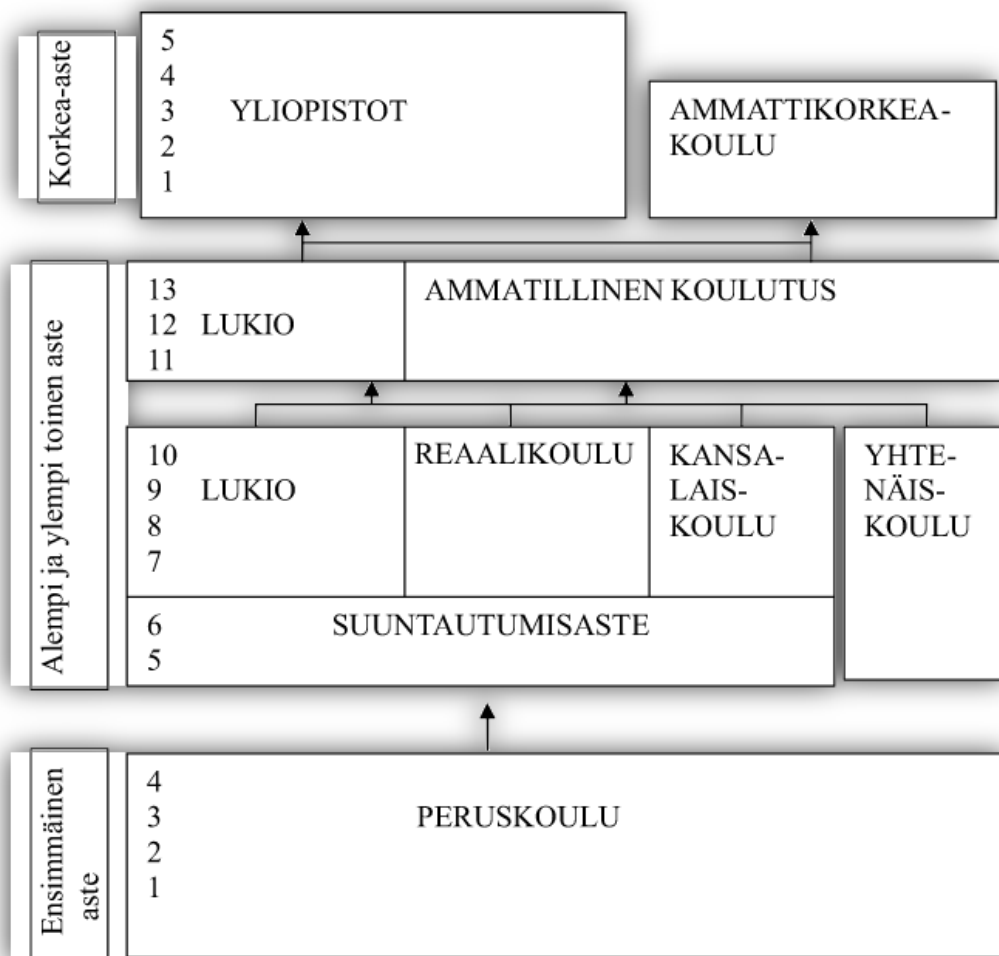 Korkea-aste
5
4
3 YLIOPISTOT
2
1
AMMATTIKORKEA-
KOULU
Alempi ja ylempi toinen aste
13
12 LUKIO
11
AMMATILLINEN KOULUTUS
10
9 LUKIO
8
7
REAALIKOULU
KANSA-
LAIS-
KOULU
YHTE-
NÄIS-
KOULU
6 SUUNTAUTUMISASTE
5
Ensimmäinen
aste
4
3 PERUSKOULU
2
1